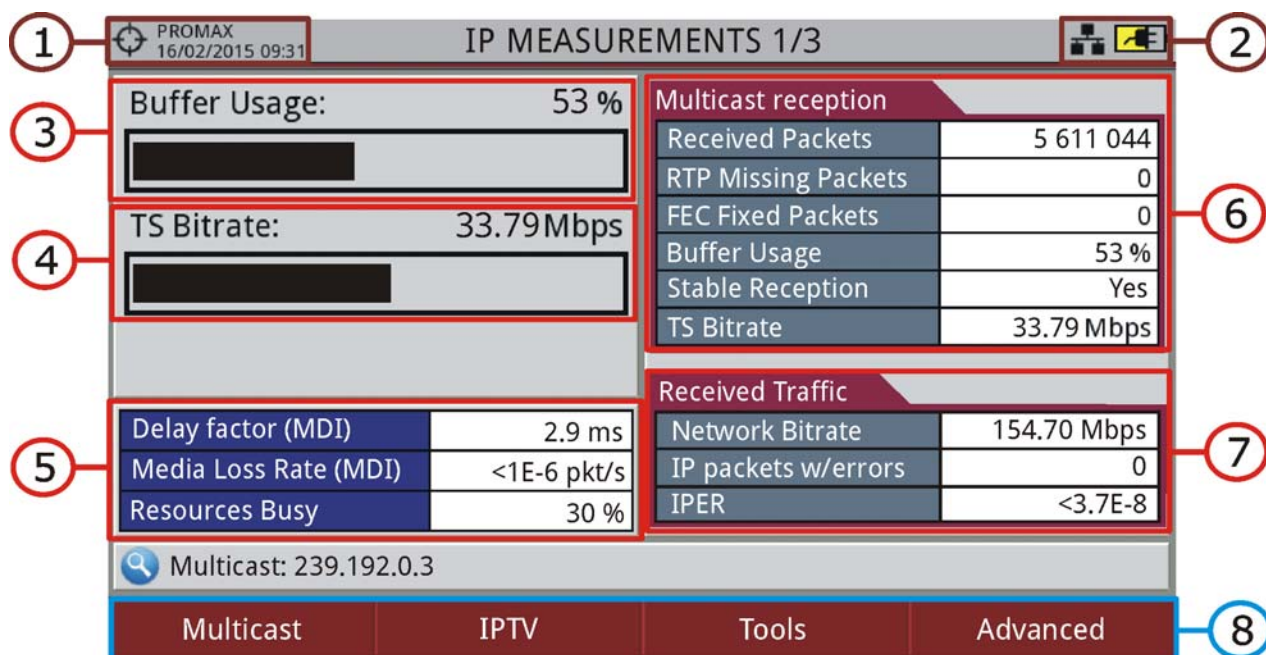 1
PROMAX
16/02/2015 09:31
IP MEASUREMENTS 1/3
2
3
Buffer Usage: 53 %
4
TS Bitrate: 33.79 Mbps
5
Delay factor (MDI) 2.9 ms
Media Loss Rate (MDI) <1E-6 pkt/s
Resources Busy 30 %
Multicast reception
Received Packets 5 611 044
RTP Missing Packets 0
FEC Fixed Packets 0
Buffer Usage 53 %
Stable Reception Yes
TS Bitrate 33.79 Mbps
6
Received Traffic
Network Bitrate 154.70 Mbps
IP packets w/errors 0
IPER <3.7E-8
7
Multicast: 239.192.0.3
Multicast IPTV Tools Advanced
8